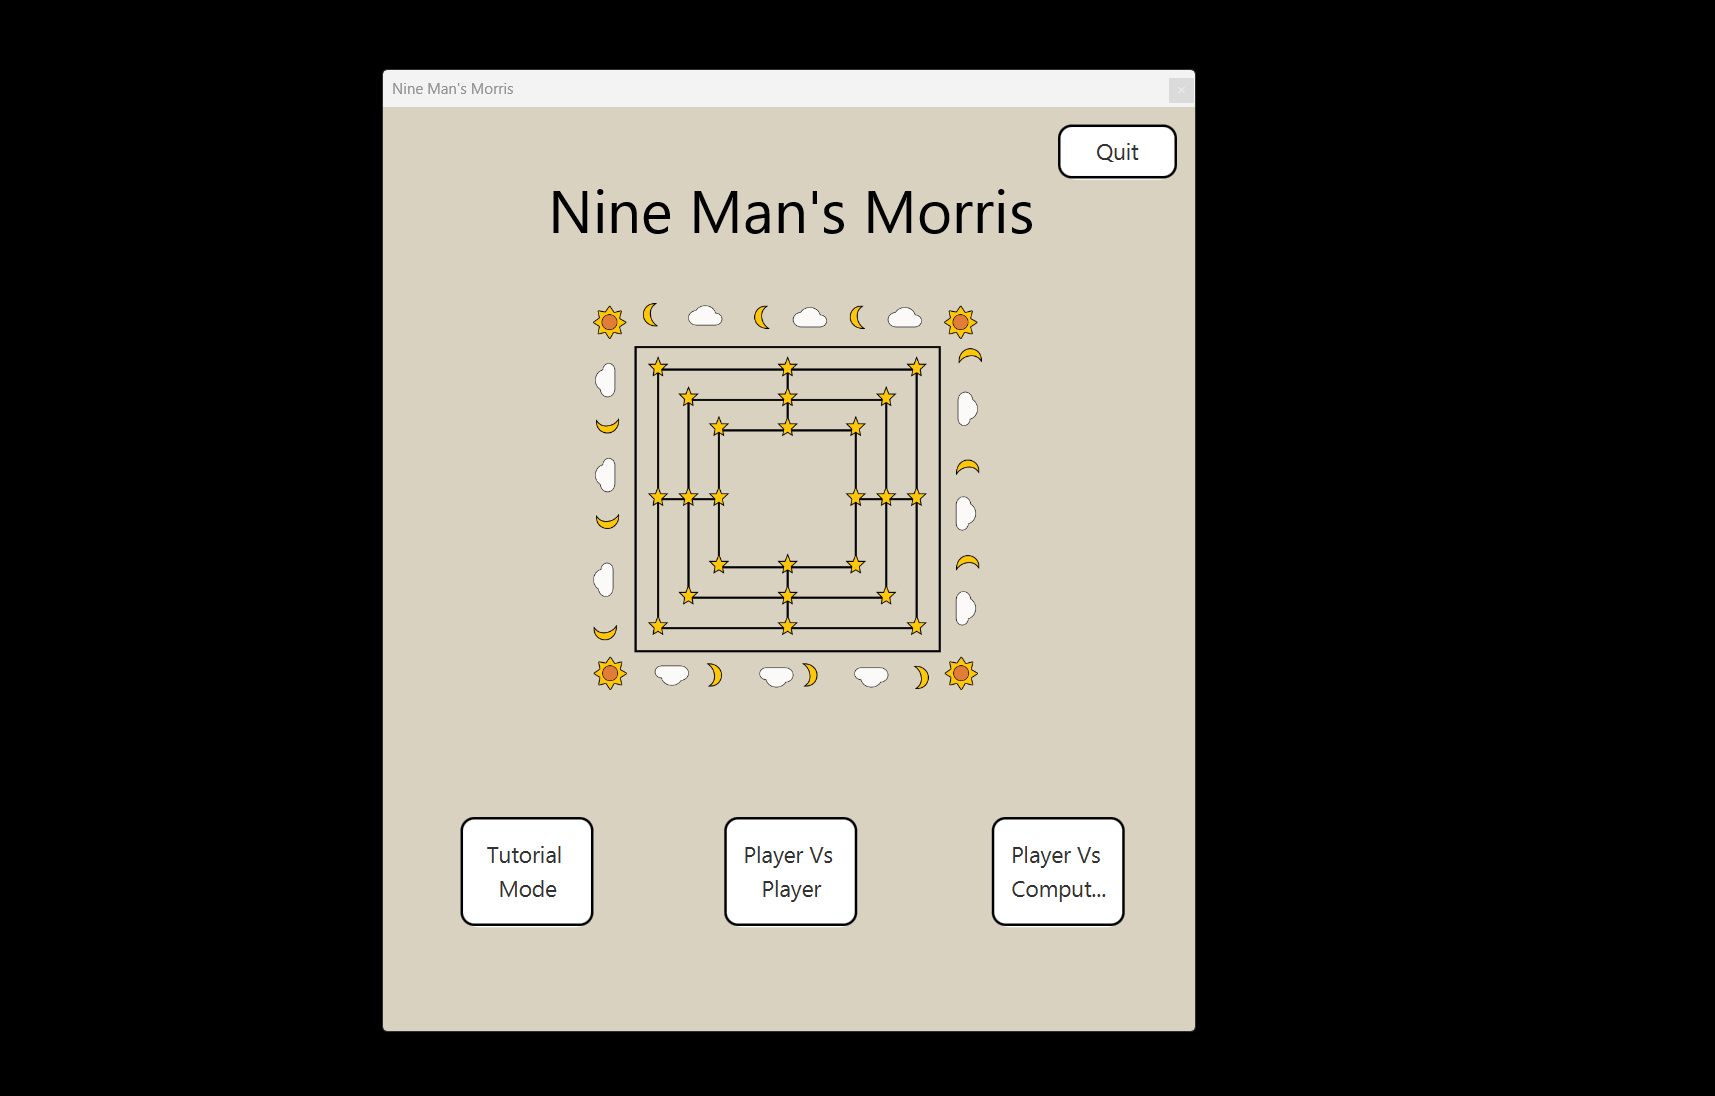 Nine Man's Morris
Quit
Nine Man's Morris
Tutorial
Mode
Player Vs
Player
Player Vs
Comput...